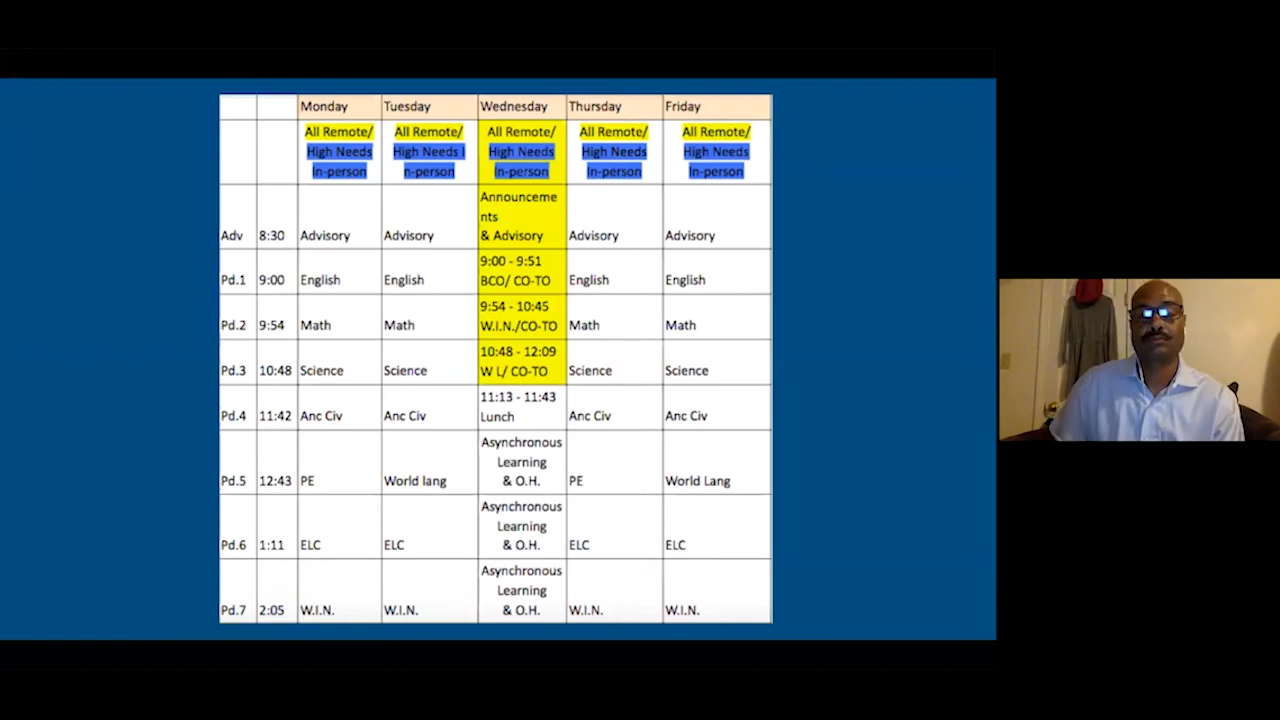 Monday Tuesday Wednesday Thursday Friday
All Remote/ All Remote/ All Remote/ All Remote/ All Remote/
High Needs High Needs I High Needs High Needs High Needs
In-person n-person In-person In-person In-person
Announceme
nts
Adv 8:30 Advisory Advisory & Advisory Advisory Advisory
9:00 - 9:51
Pd.1 9:00 English English BCO/ CO-TO English English
9:54 - 10:45
Pd.2 9:54 Math Math W.I.N./CO-TO Math Math
10:48 - 12:09
Pd.3 10:48 Science Science W L/ CO-TO Science Science
11:13 - 11:43
Pd.4 11:42 Anc Civ Anc Civ Lunch Anc Civ Anc Civ
Asynchronous
Learning
Pd.5 12:43 PE World lang & O.H. PE World Lang
Asynchronous
Learning
Pd.6 1:11 ELC ELC & O.H. ELC ELC
Asynchronous
Learning
Pd.7 2:05 W.I.N. W.I.N. & O.H. W.I.N. W.I.N.